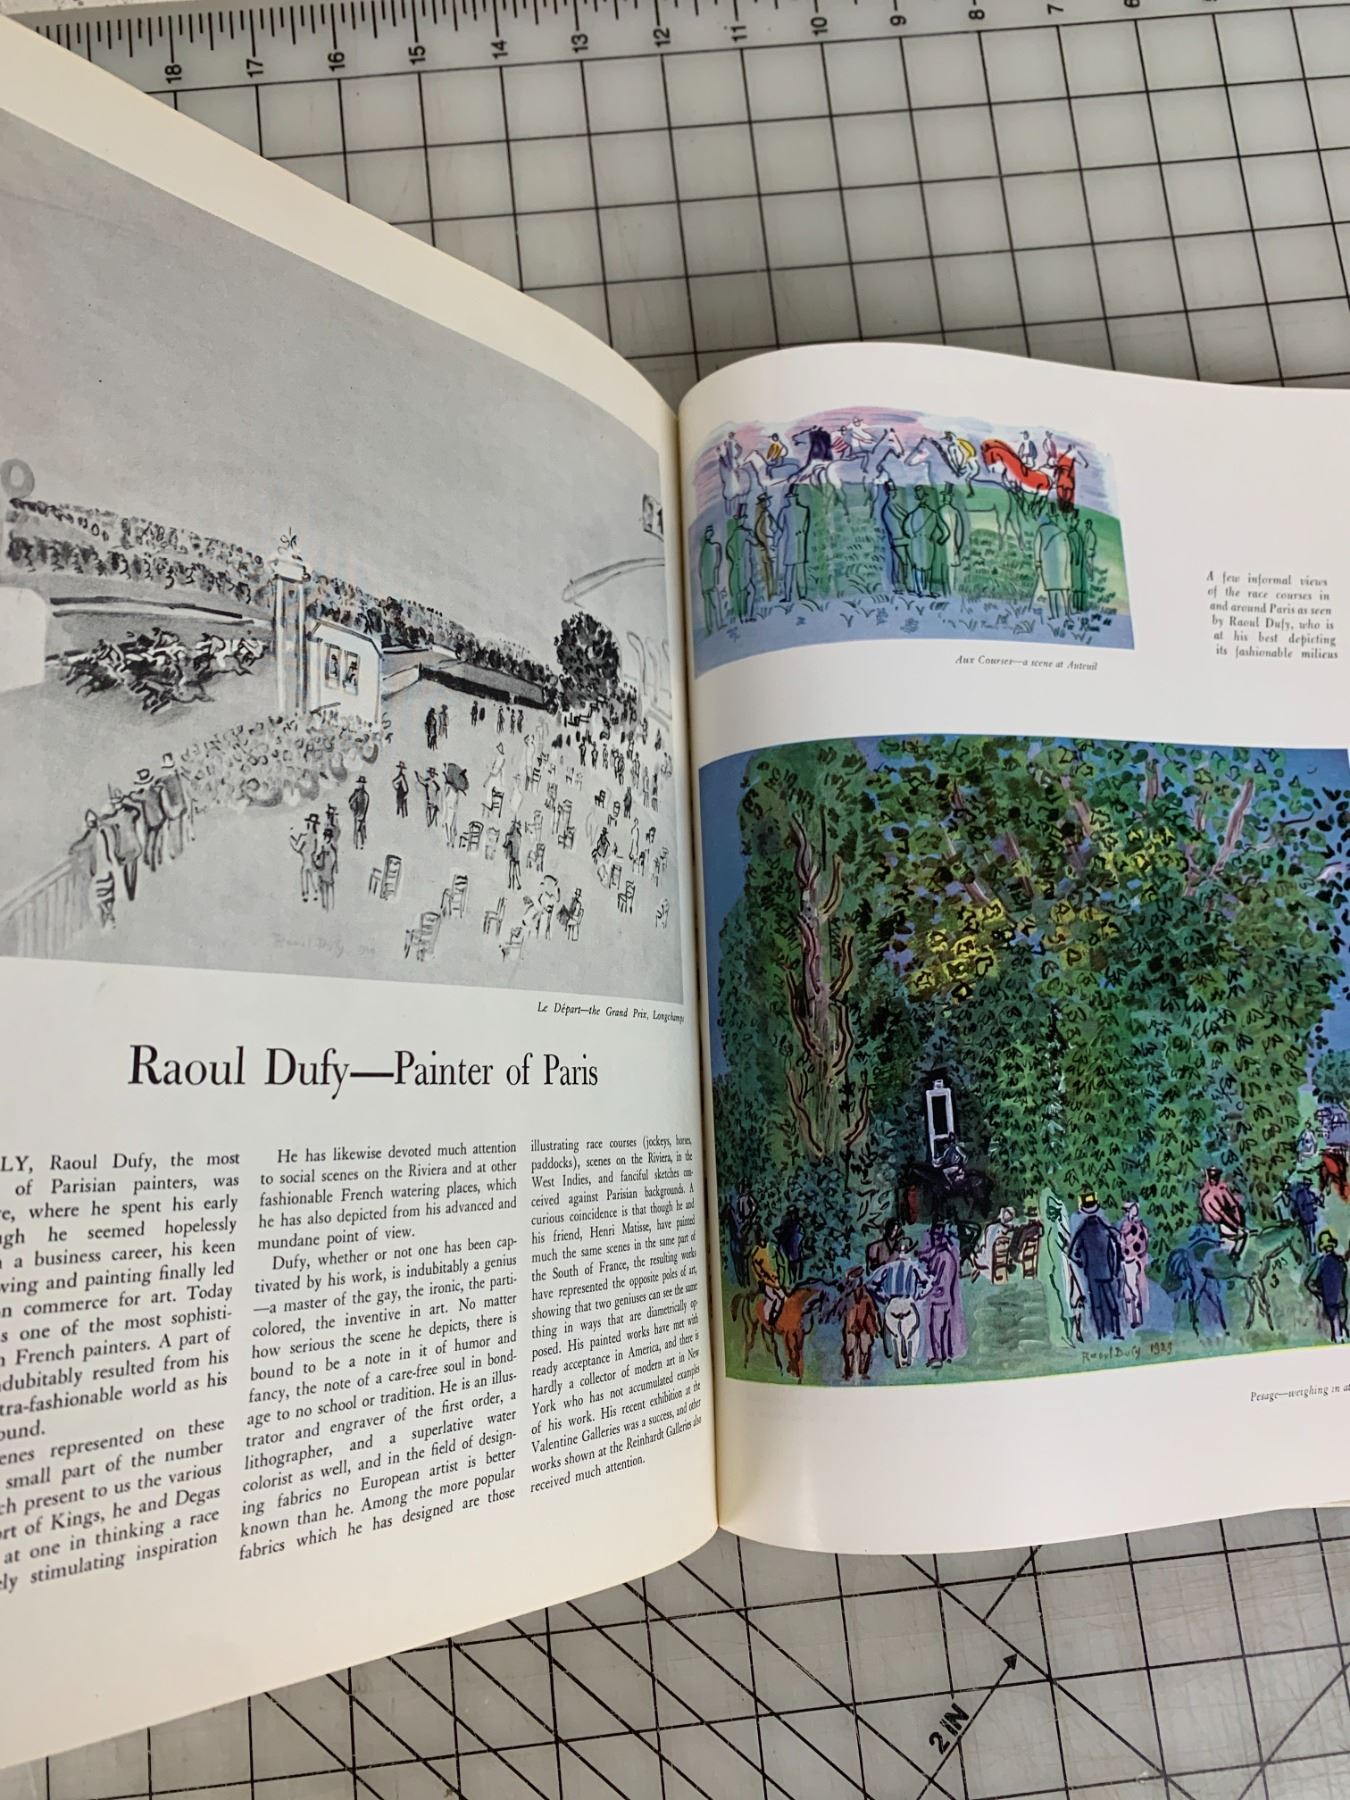 18 17 16 15 14 13 12 11 10 9 8 7 6
Raoul Dufy
Le Départ—the Grand Prix, Longchamps
Raoul Dufy—Painter of Paris
LY, Raoul Dufy, the most
of Parisian painters, was
e, where he spent his early
gh he seemed hopelessly
a business career, his keen
wing and painting finally led
n commerce for art. Today
s one of the most sophisti-
French painters. A part of
dubitably resulted from his
tra-fashionable world as his
ound.
enes represented on these
small part of the number
ch present to us the various
ort of Kings, he and Degas
at one in thinking a race
ly stimulating inspiration
He has likewise devoted much attention
to social scenes on the Riviera and at other
fashionable French watering places, which
he has also depicted from his advanced and
mundane point of view.
Dufy, whether or not one has been cap-
tivated by his work, is indubitably a genius
—a master of the gay, the ironic, the parti-
colored, the inventive in art. No matter
how serious the scene he depicts, there is
bound to be a note in it of humor and
fancy, the note of a care-free soul in bond-
age to no school or tradition. He is an illus-
trator and engraver of the first order, a
lithographer, and a superlative water
colorist as well, and in the field of design-
ing fabrics no European artist is better
known than he. Among the more popular
fabrics which he has designed are those
illustrating race courses (jockeys, horses,
paddocks), scenes on the Riviera, in the
West Indies, and fanciful sketches con-
ceived against Parisian backgrounds. A
curious coincidence is that though he and
his friend, Henri Matisse, have painted
much the same scenes in the same part of
the South of France, the resulting works
have represented the opposite poles of art,
showing that two geniuses can see the same
thing in ways that are diametrically op-
posed. His painted works have met with
ready acceptance in America, and there is
hardly a collector of modern art in New
York who has not accumulated examples
of his work. His recent exhibition at the
Valentine Galleries was a success, and other
works shown at the Reinhardt Galleries also
received much attention.
Aux Courses—a scene at Auteuil
A few informal views
of the race courses in
and around Paris as seen
by Raoul Dufy, who is
at his best depicting
its fashionable milieus
Raoul Dufy 1929
Pesage—weighing in at
2 IN